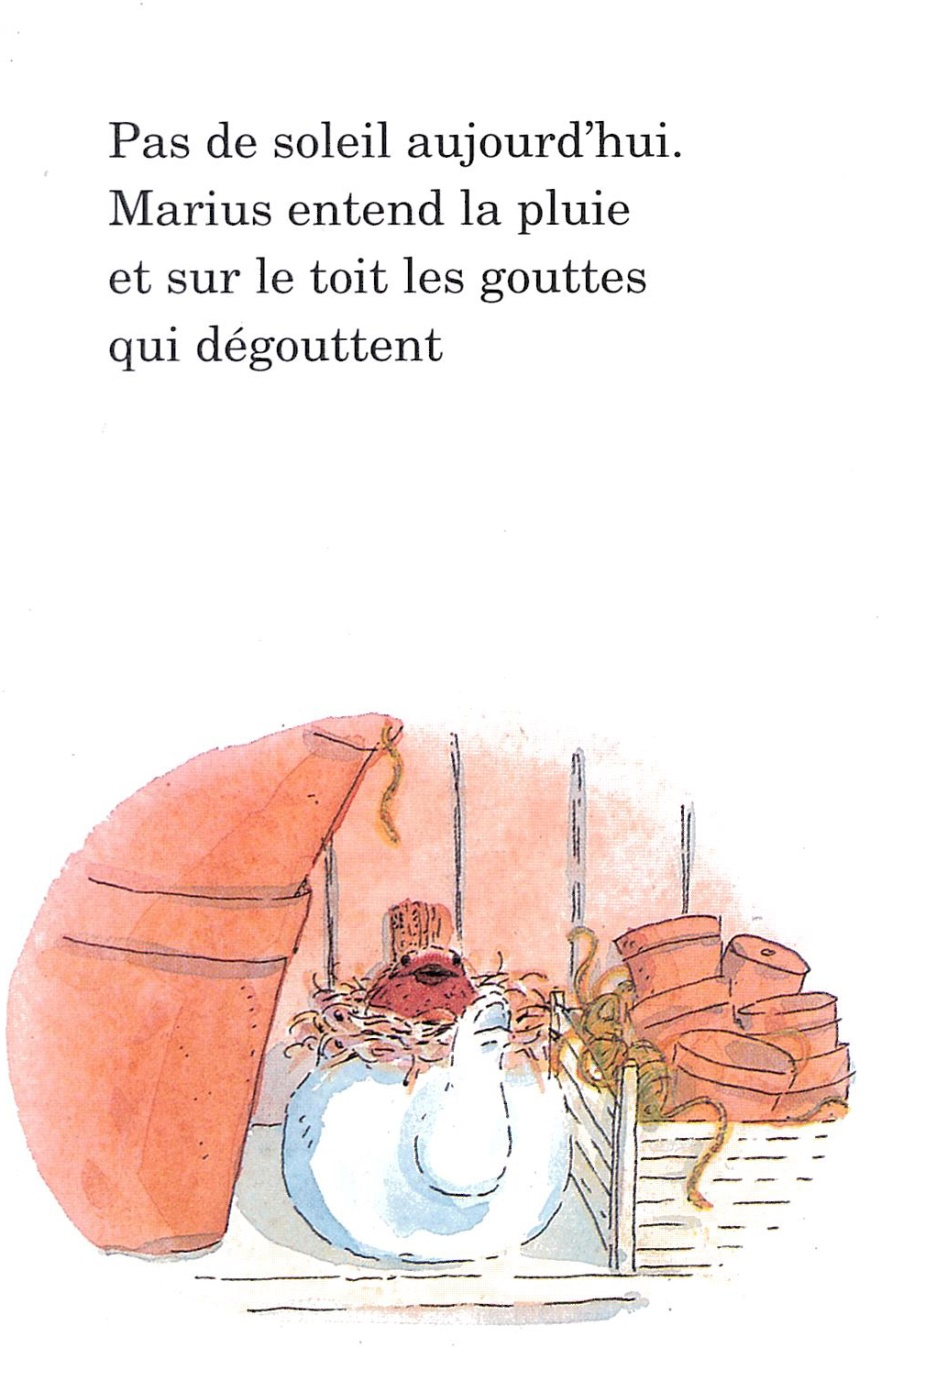 Pas de soleil aujourd’hui.
Marius entend la pluie
et sur le toit les gouttes
qui dégouttent